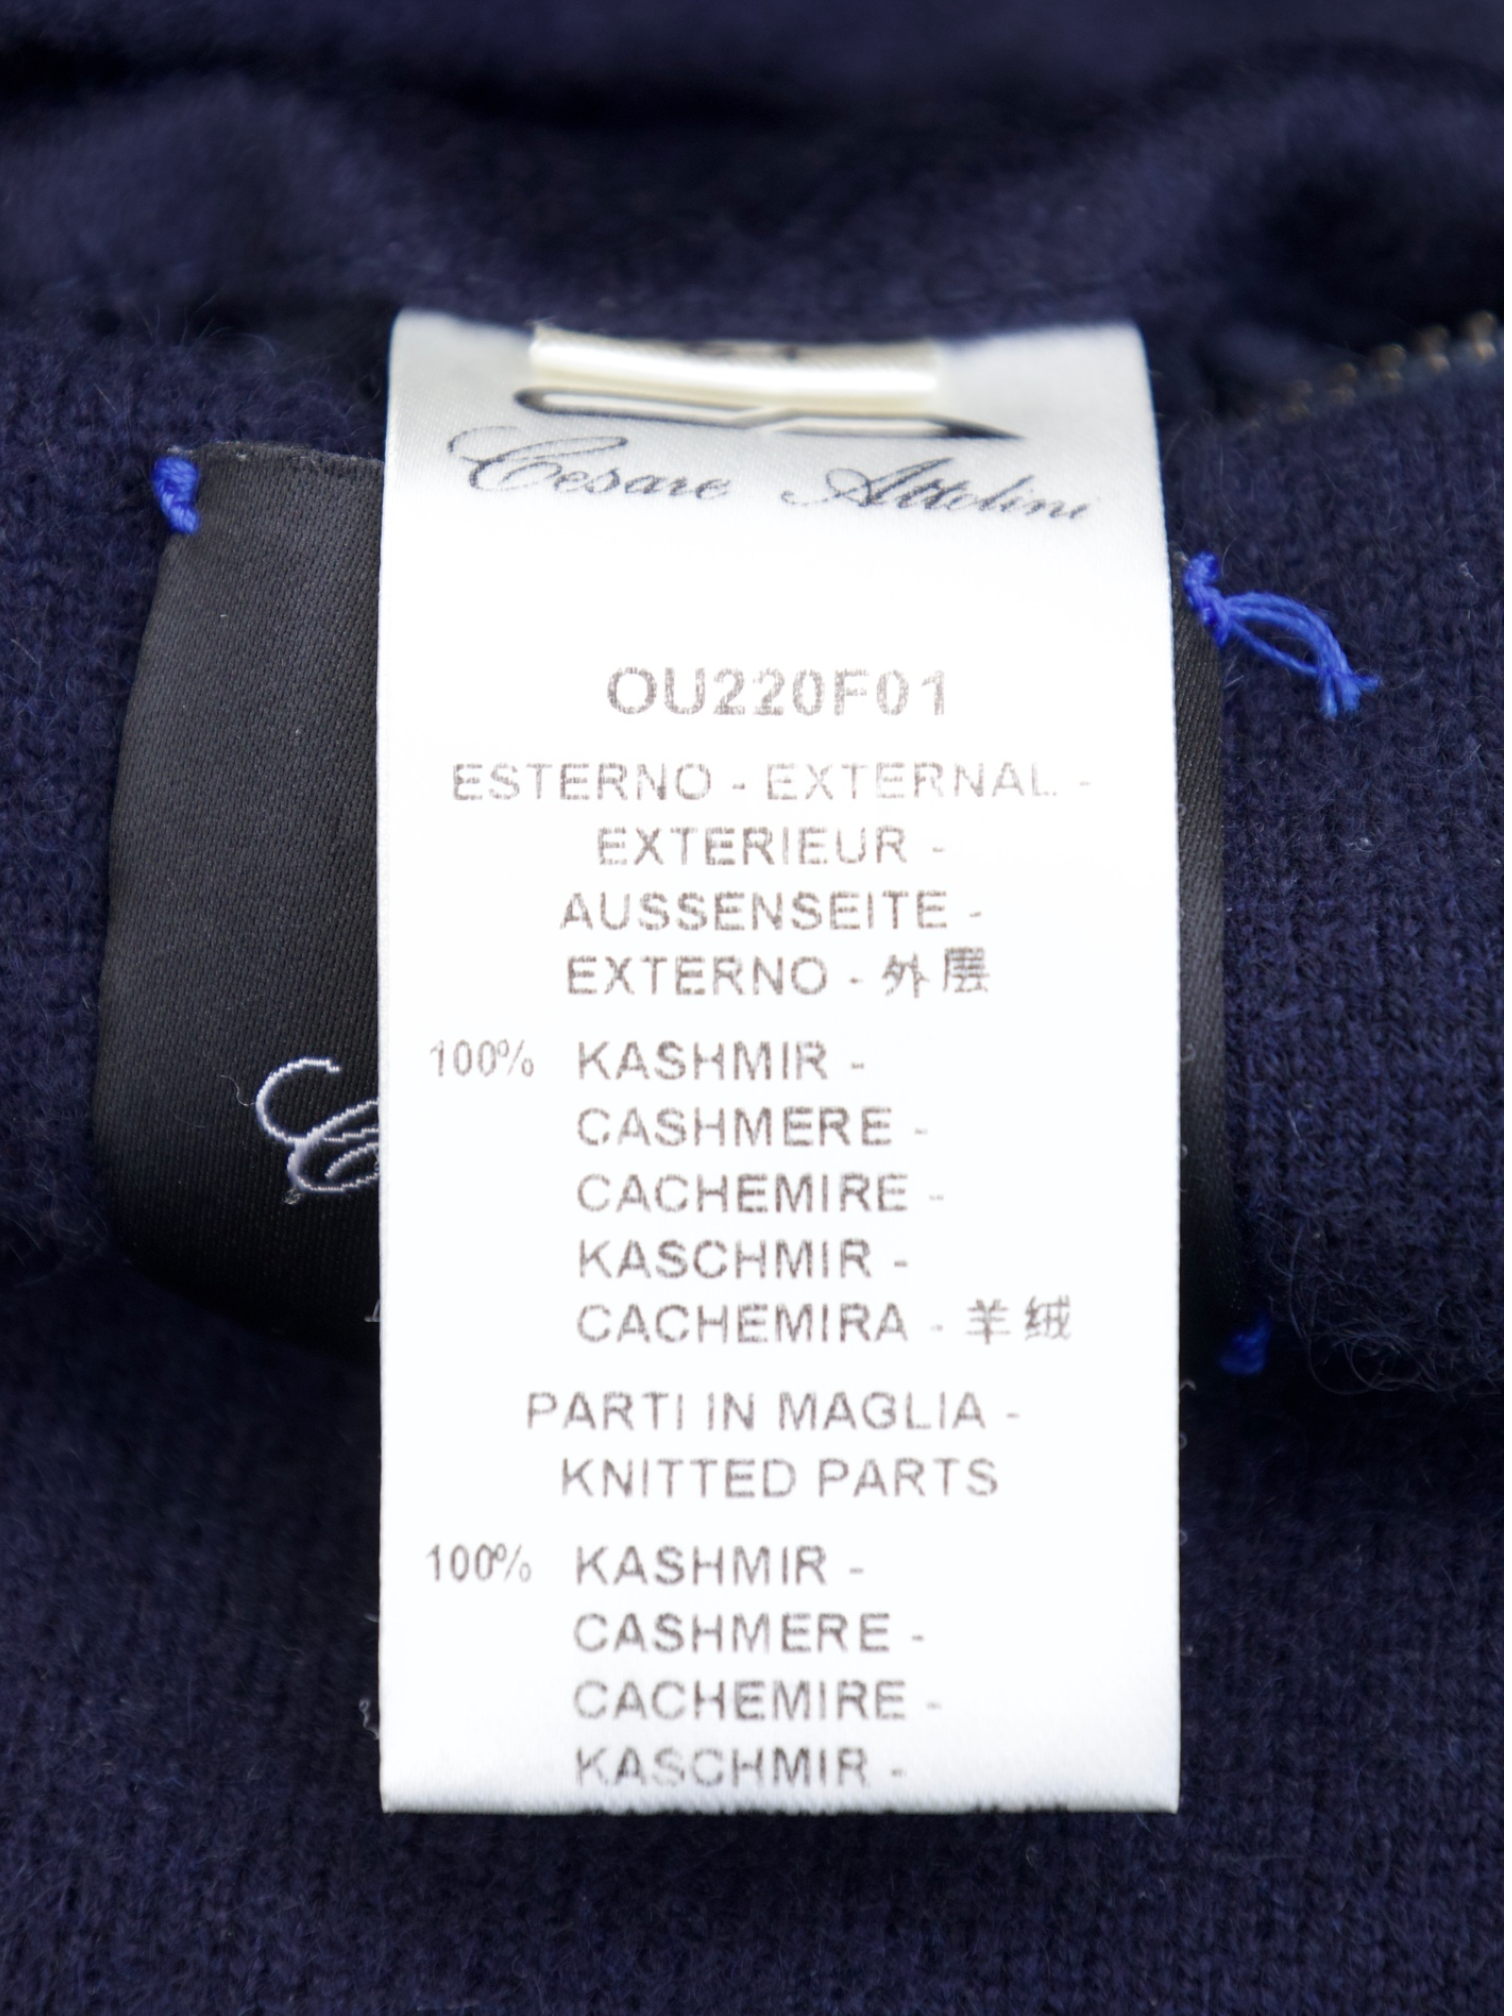 Cesare Attolini
OU220F01
ESTERNO - EXTERNAL -
EXTERIEUR -
AUSSENSEITE -
EXTERNO - 外层
100% KASHMIR -
CASHMERE -
CACHEMIRE -
KASCHMIR -
CACHEMIRA - 羊绒
PARTI IN MAGLIA -
KNITTED PARTS
100% KASHMIR -
CASHMERE -
CACHEMIRE -
KASCHMIR -